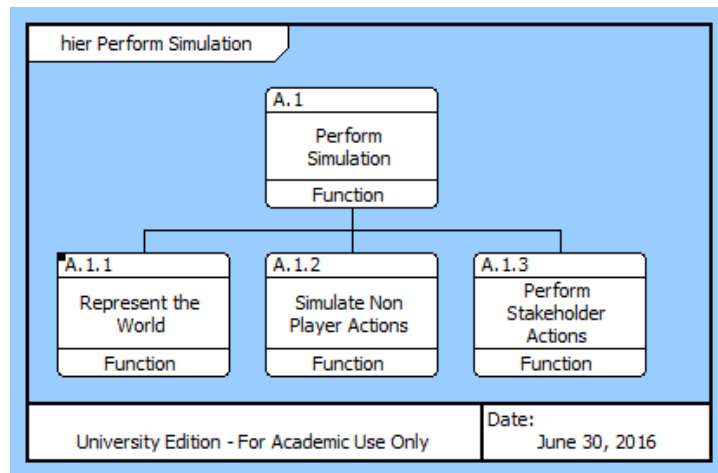 hier Perform Simulation
A.1
Perform
Simulation
Function
A.1.1
Represent the
World
Function
A.1.2
Simulate Non
Player Actions
Function
A.1.3
Perform
Stakeholder
Actions
Function
University Edition - For Academic Use Only
Date:
June 30, 2016